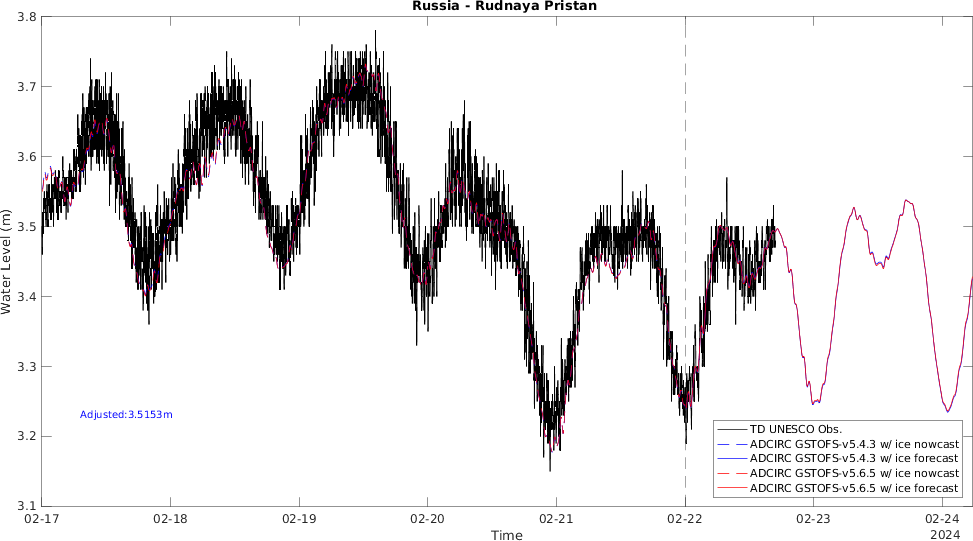 Russia - Rudnaya Pristan
3.8
3.7
3.6
3.5
3.4
3.3
3.2
3.1
Water Level (m)
Adjusted:3.5153m
TD UNESCO Obs.
ADCIRC GSTOFS-v5.4.3 w/ ice nowcast
ADCIRC GSTOFS-v5.4.3 w/ ice forecast
ADCIRC GSTOFS-v5.6.5 w/ ice nowcast
ADCIRC GSTOFS-v5.6.5 w/ ice forecast
02-17 02-18 02-19 02-20 02-21 02-22 02-23 02-24
Time
2024